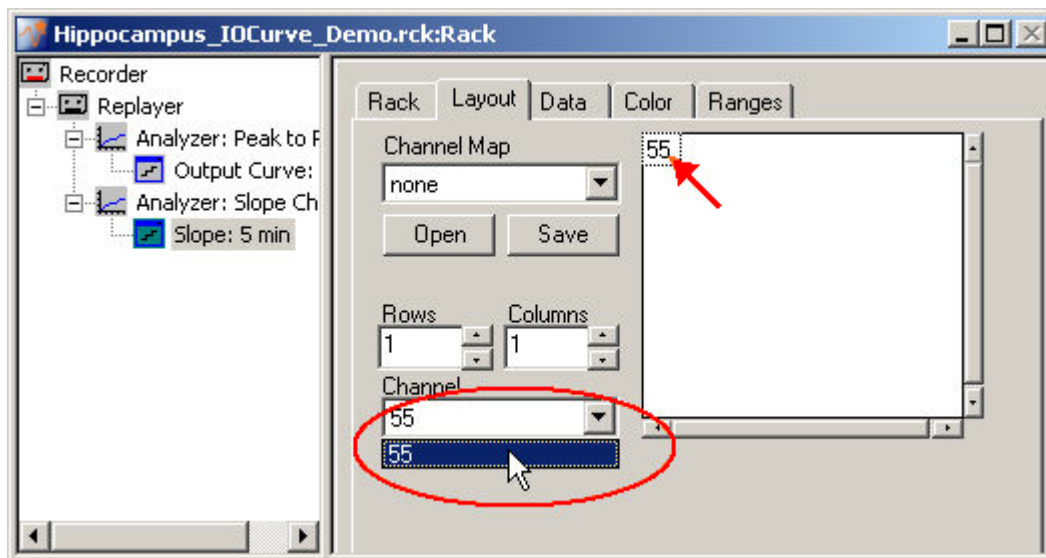 Hippocampus_IOCurve_Demo.rck:Rack
Recorder
Replayer
Analyzer: Peak to
Output Curve:
Analyzer: Slope Ch
Slope: 5 min
Rack Layout Data Color Ranges
Channel Map
none
Open Save
Rows Columns
1 1
Channel
55
55
55